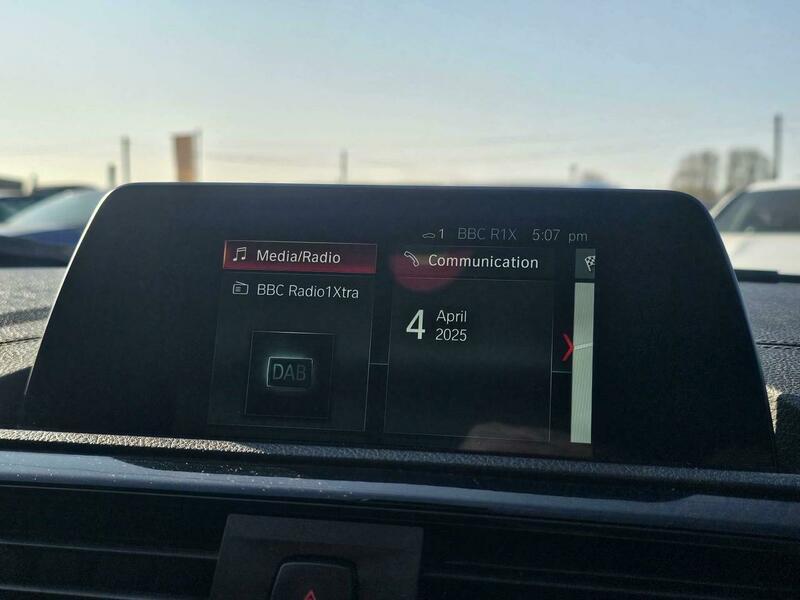 1 BBC R1X 5:07 pm
Media/Radio
Communication
BBC Radio1Xtra
4 April
2025
DAB